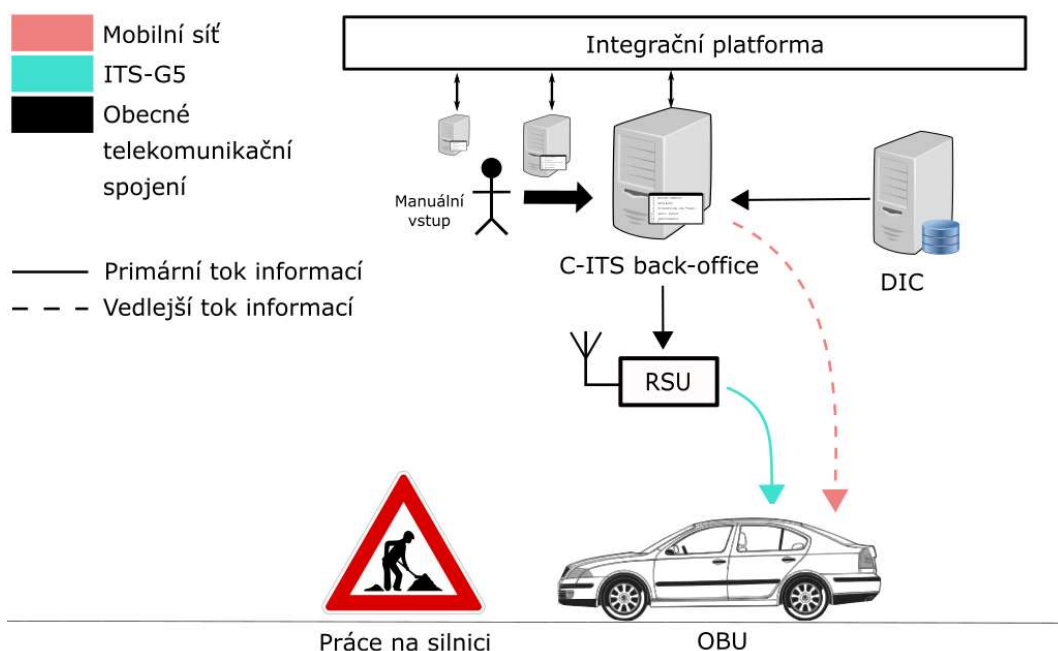 Mobilní síť
ITS-G5
Obecné
telekomunikační
spojení
Primární tok informací
Vedlejší tok informací
Integrační platforma
Manuální
vstup
C-ITS back-office
DIC
RSU
Práce na silnici
OBU